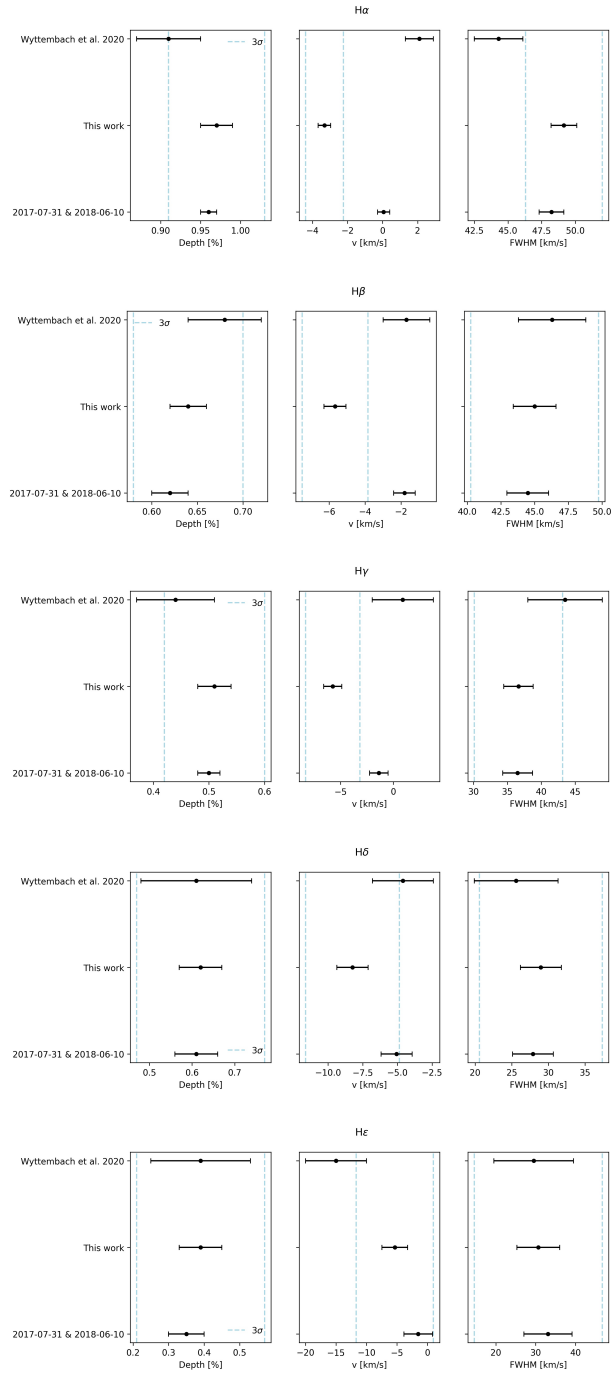 Hα
Wyttembach et al. 2020
This work
2017-07-31 & 2018-06-10
3σ
0.90 0.95 1.00
Depth [%]
−4 −2 0 2
v [km/s]
42.5 45.0 47.5 50.0
FWHM [km/s]
Hβ
Wyttembach et al. 2020
This work
2017-07-31 & 2018-06-10
3σ
0.60 0.65 0.70
Depth [%]
−6 −4 −2
v [km/s]
40.0 42.5 45.0 47.5 50.0
FWHM [km/s]
Hγ
Wyttembach et al. 2020
This work
2017-07-31 & 2018-06-10
3σ
0.4 0.5 0.6
Depth [%]
−5 0
v [km/s]
30 35 40 45
FWHM [km/s]
Hδ
Wyttembach et al. 2020
This work
2017-07-31 & 2018-06-10
3σ
0.5 0.6 0.7
Depth [%]
−10.0 −7.5 −5.0 −2.5
v [km/s]
20 25 30 35
FWHM [km/s]
Hε
Wyttembach et al. 2020
This work
2017-07-31 & 2018-06-10
3σ
0.2 0.3 0.4 0.5
Depth [%]
−20 −15 −10 −5 0
v [km/s]
20 30 40
FWHM [km/s]